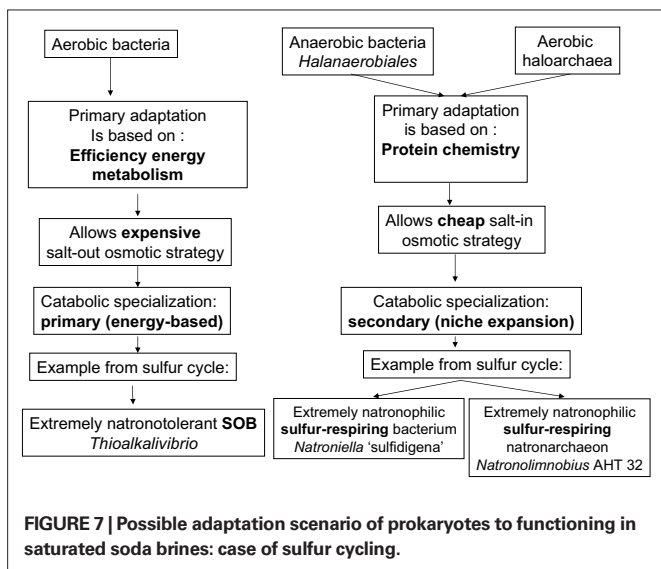 Aerobic bacteria
Primary adaptation
Is based on :
Efficiency energy
metabolism
Allows expensive
salt-out osmotic strategy
Catabolic specialization:
primary (energy-based)
Example from sulfur cycle:
Extremely natronotolerant SOB
Thioalkalivibrio
Anaerobic bacteria
Halanaerobiales
Aerobic
haloarchaea
Primary adaptation
is based on :
Protein chemistry
Allows cheap salt-in
osmotic strategy
Catabolic specialization:
secondary (niche expansion)
Example from sulfur cycle:
Extremely natronophilic
sulfur-respiring bacterium
Natroniella 'sulfidigena'
Extremely natronophilic
sulfur-respiring
natronarchaeon
Natronolimnobius AHT 32
FIGURE 7 | Possible adaptation scenario of prokaryotes to functioning in
saturated soda brines: case of sulfur cycling.